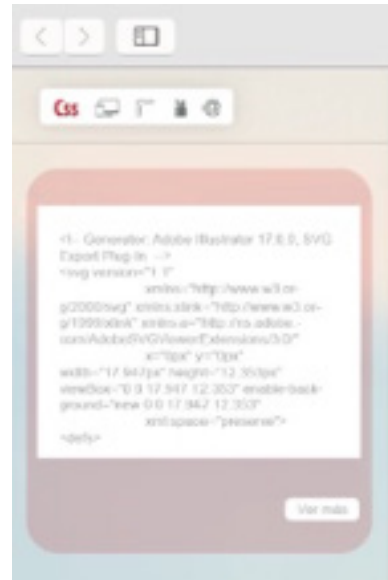 Css
<!-- Generator: Adobe Illustrator 17.0.0, SVG
Export Plug-In -->
<svg version="1.1"
xmlns="http://www.w3.or-
g/2000/svg" xmlns:xlink="http://www.w3.or-
g/1999/xlink" xmlns:a="http://ns.adobe.-
com/AdobeSVGViewerExtensions/3.0/"
x="0px" y="0px"
width="17.947px" height="12.353px"
viewBox="0 0 17.947 12.353" enable-back-
ground="new 0 0 17.947 12.353"
xml:space="preserve">
<defs>
Ver más